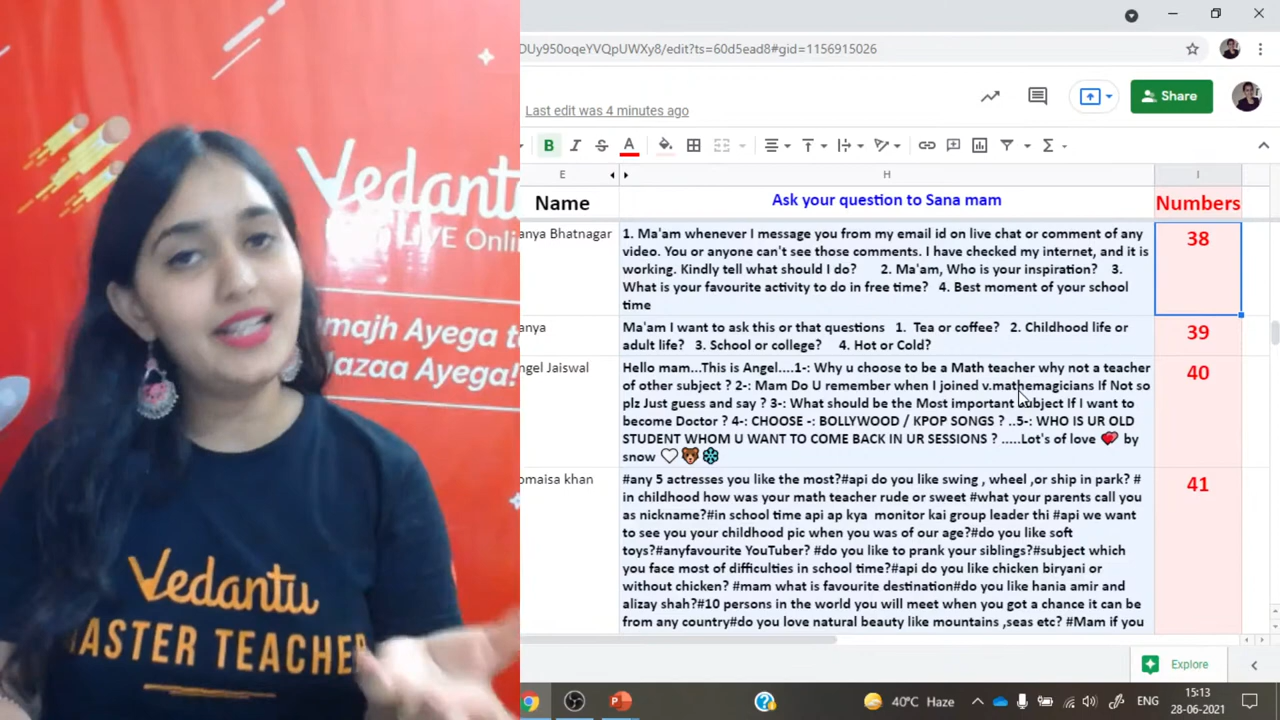 Vedantu
LIVE Onli
majh Ayega t
Mazaa Ayega!
Vedantu
MASTER TEACHER
DUy950oqeYVQpUWXy8/edit?ts=60d5ead8#gid=1156915026
Last edit was 4 minutes ago
Share
B I S A
E H I
Name Ask your question to Sana mam Numbers
anya Bhatnagar
1. Ma'am whenever I message you from my email id on live chat or comment of any
video. You or anyone can't see those comments. I have checked my internet, and it is
working. Kindly tell what should I do? 2. Ma'am, Who is your inspiration? 3.
What is your favourite activity to do in free time? 4. Best moment of your school
time
38
anya
Ma'am I want to ask this or that questions 1. Tea or coffee? 2. Childhood life or
adult life? 3. School or college? 4. Hot or Cold?
39
ngel Jaiswal
Hello mam...This is Angel....1-: Why u choose to be a Math teacher why not a teacher
of other subject ? 2-: Mam Do U remember when I joined v.mathemagicians If Not so
plz Just guess and say ? 3-: What should be the Most important subject If I want to
become Doctor ? 4-: CHOOSE -: BOLLYWOOD / KPOP SONGS ? ..5-: WHO IS UR OLD
STUDENT WHOM U WANT TO COME BACK IN UR SESSIONS ? .....Lot's of love 💘 by
snow 🤍🐻❄
40
omaisa khan
#any 5 actresses you like the most?#api do you like swing , wheel ,or ship in park? #
in childhood how was your math teacher rude or sweet #what your parents call you
as nickname?#in school time api ap kya monitor kai group leader thi #api we want
to see you your childhood pic when you was of our age?#do you like soft
toys?#anyfavourite YouTuber? #do you like to prank your siblings?#subject which
you face most of difficulties in school time?#api do you like chicken biryani or
without chicken? #mam what is favourite destination#do you like hania amir and
alizay shah?#10 persons in the world you will meet when you got a chance it can be
from any country#do you love natural beauty like mountains ,seas etc? #Mam if you
41
Explore
40°C Haze
ENG
15:13
28-06-2021